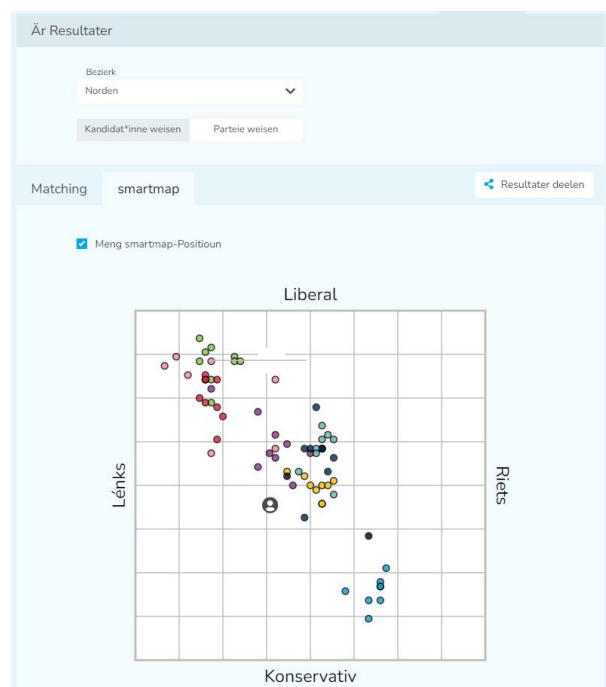 Är Resultater
Bezierk
Norden
Kandidat*inne weisen
Parteie weisen
Matching
smartmap
Resultater deelen
Meng smartmap-Positioun
Liberal
Lénks
Riets
Konservativ